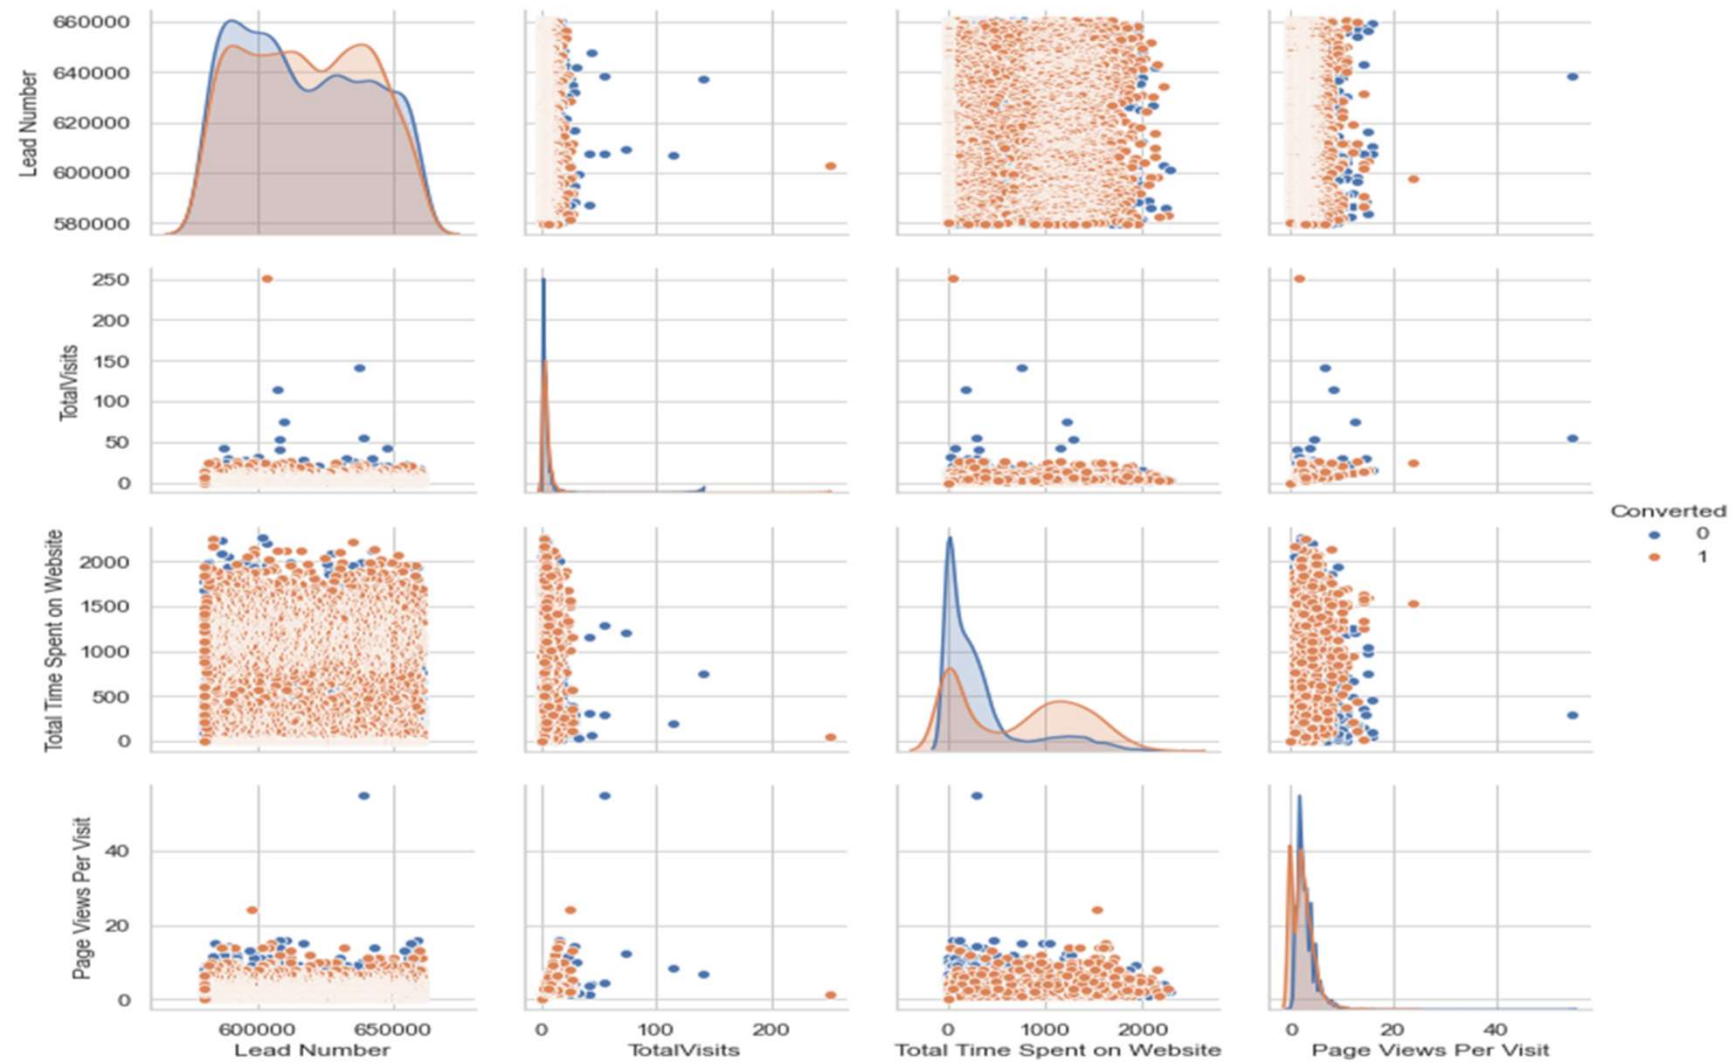 660000
640000
620000
600000
580000
Lead Number
250
200
150
100
50
0
TotalVisits
2000
1500
1000
500
0
Total Time Spent on Website
40
20
0
Page Views Per Visit
600000 650000
Lead Number
0 100 200
TotalVisits
0 1000 2000
Total Time Spent on Website
0 20 40
Page Views Per Visit
Converted
0
1